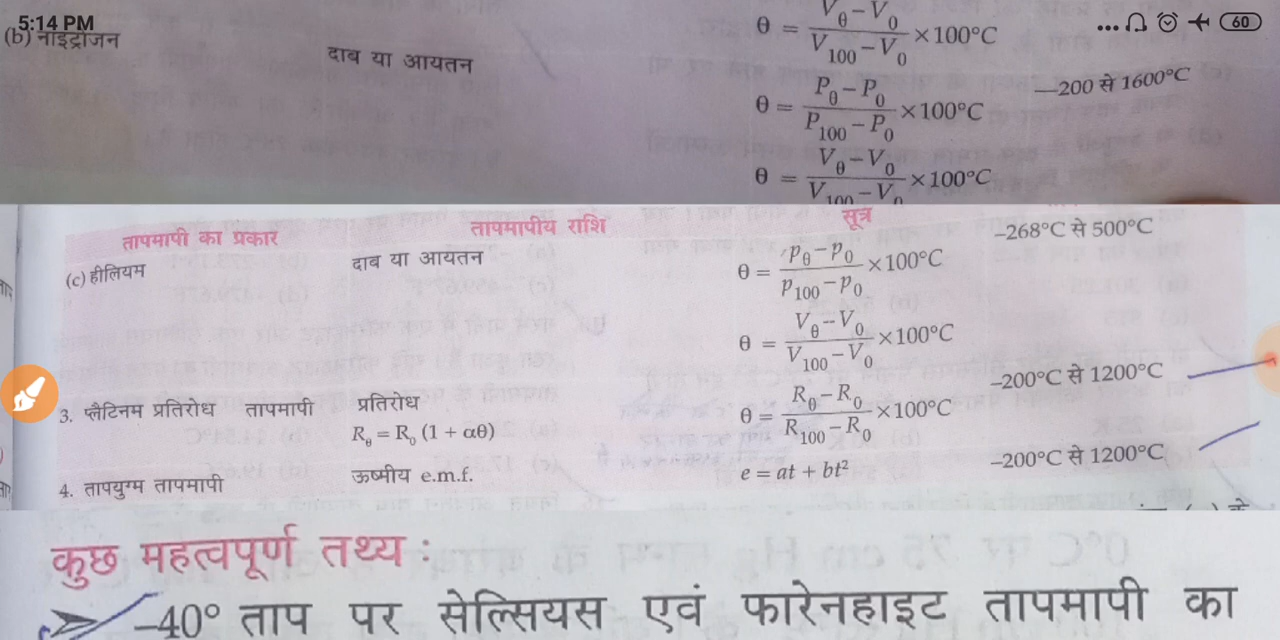 5:14 PM
60
(b) नाइट्रोजन
दाब या आयतन
θ = (V_θ – V_0)/(V_100 – V_0) ×100°C
—200 से 1600°C
θ = (P_θ – P_0)/(P_100 – P_0) ×100°C
θ = (V_θ – V_0)/(V_100 – V_0) ×100°C
तापमापी का प्रकार तापमापीय राशि सूत्र
–268°C से 500°C
(c) हीलियम दाब या आयतन θ = (p_θ – p_0)/(p_100 – p_0) ×100°C
θ = (V_θ – V_0)/(V_100 – V_0) ×100°C
–200°C से 1200°C
3. प्लैटिनम प्रतिरोध तापमापी प्रतिरोध θ = (R_θ – R_0)/(R_100 – R_0) ×100°C
R_θ = R_0 (1 + αθ)
–200°C से 1200°C
4. तापयुग्म तापमापी ऊष्मीय e.m.f. e = at + bt²
कुछ महत्वपूर्ण तथ्य :
–40° ताप पर सेल्सियस एवं फारेनहाइट तापमापी का